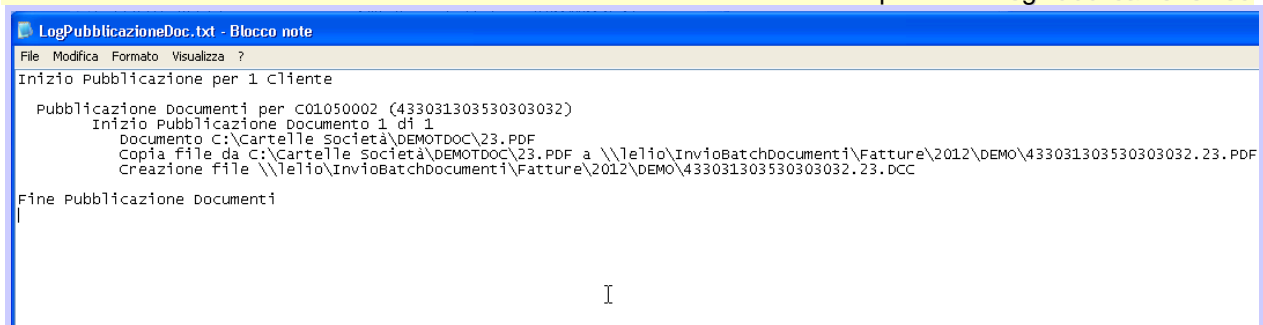 LogPubblicazioneDoc.txt - Blocco note
File Modifica Formato Visualizza ?
Inizio Pubblicazione per 1 Cliente
Pubblicazione Documenti per C01050002 (433031303530303032)
Inizio Pubblicazione Documento 1 di 1
Documento C:\Cartelle Società\DEMOTDOC\23.PDF
Copia file da C:\Cartelle Società\DEMOTDOC\23.PDF a \\lelio\InvioBatchDocumenti\Fatture\2012\DEMO\433031303530303032.23.PDF
Creazione file \\lelio\InvioBatchDocumenti\Fatture\2012\DEMO\433031303530303032.23.DCC
Fine Pubblicazione Documenti